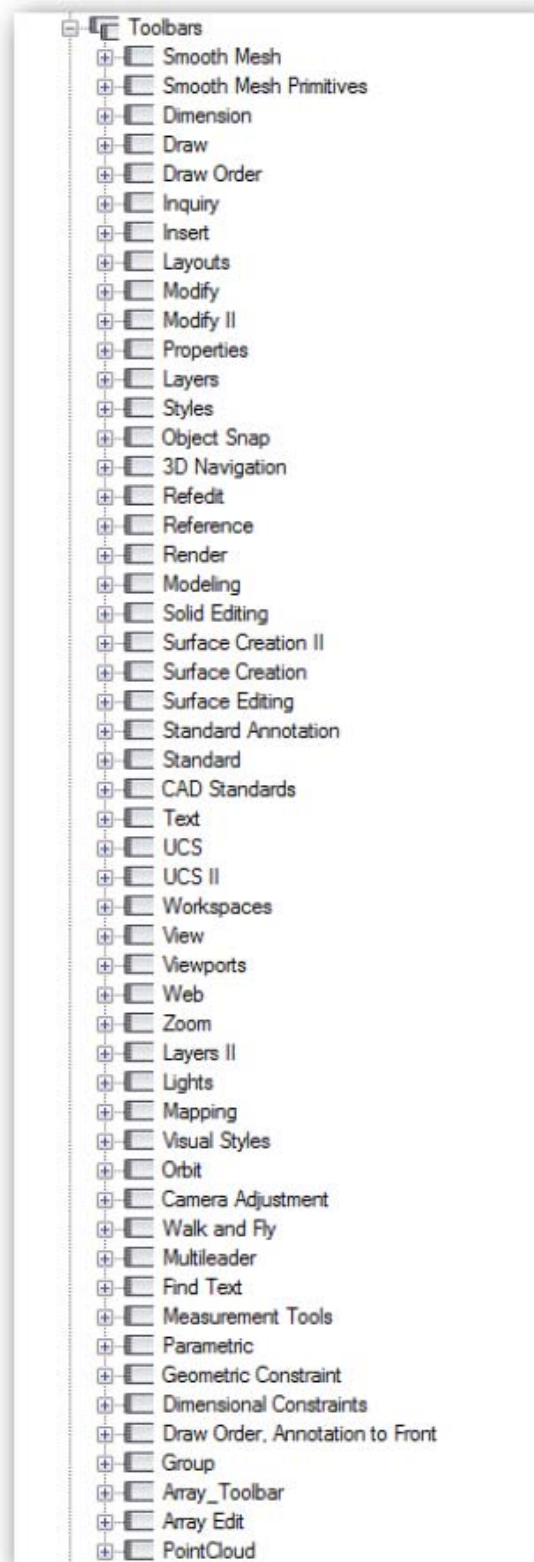 Toolbars
Smooth Mesh
Smooth Mesh Primitives
Dimension
Draw
Draw Order
Inquiry
Insert
Layouts
Modify
Modify II
Properties
Layers
Styles
Object Snap
3D Navigation
Refedit
Reference
Render
Modeling
Solid Editing
Surface Creation II
Surface Creation
Surface Editing
Standard Annotation
Standard
CAD Standards
Text
UCS
UCS II
Workspaces
View
Viewports
Web
Zoom
Layers II
Lights
Mapping
Visual Styles
Orbit
Camera Adjustment
Walk and Fly
Multileader
Find Text
Measurement Tools
Parametric
Geometric Constraint
Dimensional Constraints
Draw Order, Annotation to Front
Group
Array_Toolbar
Array Edit
PointCloud